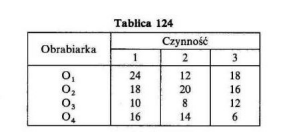 Tablica 124
Obrabiarka
Czynność
1 2 3
O₁ 24 12 18
O₂ 18 20 16
O₃ 10 8 12
O₄ 16 14 6